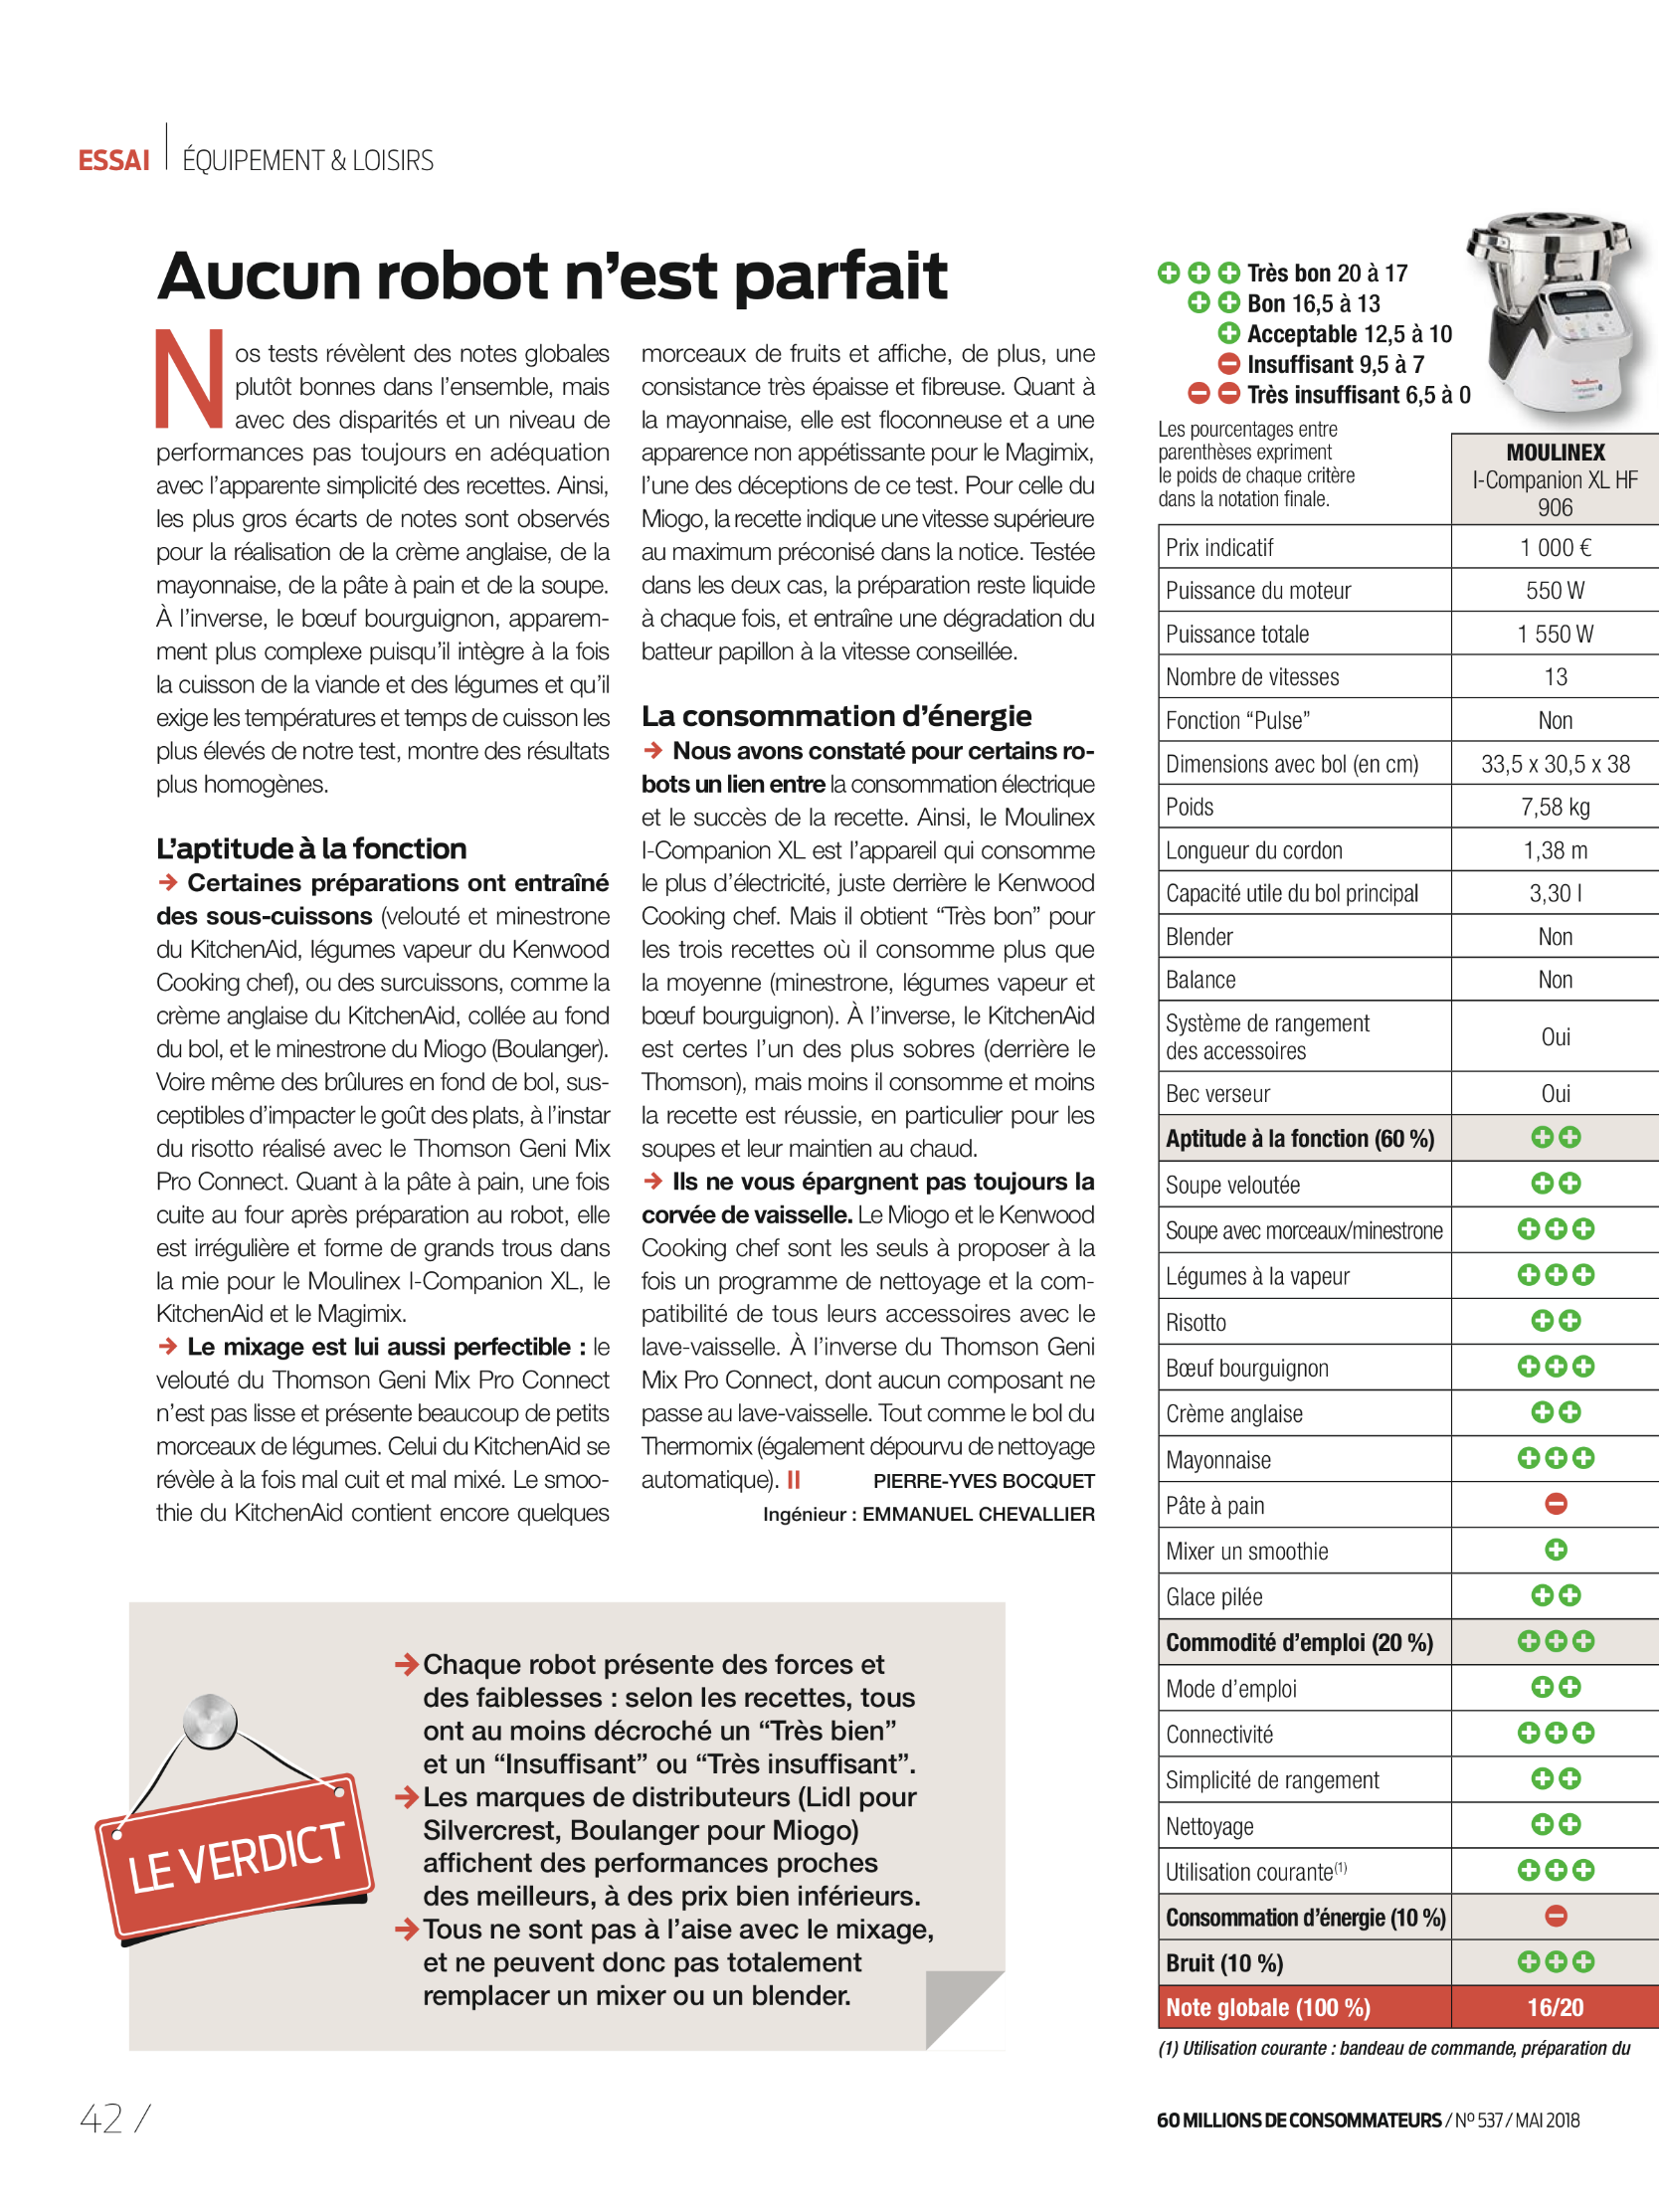 ESSAI | ÉQUIPEMENT & LOISIRS
Aucun robot n'est parfait
Nos tests révèlent des notes globales
plutôt bonnes dans l'ensemble, mais
avec des disparités et un niveau de
performances pas toujours en adéquation
avec l'apparente simplicité des recettes. Ainsi,
les plus gros écarts de notes sont observés
pour la réalisation de la crème anglaise, de la
mayonnaise, de la pâte à pain et de la soupe.
À l'inverse, le bœuf bourguignon, apparem-
ment plus complexe puisqu'il intègre à la fois
la cuisson de la viande et des légumes et qu'il
exige les températures et temps de cuisson les
plus élevés de notre test, montre des résultats
plus homogènes.
L'aptitude à la fonction
→ Certaines préparations ont entraîné
des sous-cuissons (velouté et minestrone
du KitchenAid, légumes vapeur du Kenwood
Cooking chef), ou des surcuissons, comme la
crème anglaise du KitchenAid, collée au fond
du bol, et le minestrone du Miogo (Boulanger).
Voire même des brûlures en fond de bol, sus-
ceptibles d'impacter le goût des plats, à l'instar
du risotto réalisé avec le Thomson Geni Mix
Pro Connect. Quant à la pâte à pain, une fois
cuite au four après préparation au robot, elle
est irrégulière et forme de grands trous dans
la mie pour le Moulinex I-Companion XL, le
KitchenAid et le Magimix.
→ Le mixage est lui aussi perfectible : le
velouté du Thomson Geni Mix Pro Connect
n'est pas lisse et présente beaucoup de petits
morceaux de légumes. Celui du KitchenAid se
révèle à la fois mal cuit et mal mixé. Le smoo-
thie du KitchenAid contient encore quelques
morceaux de fruits et affiche, de plus, une
consistance très épaisse et fibreuse. Quant à
la mayonnaise, elle est floconneuse et a une
apparence non appétissante pour le Magimix,
l'une des déceptions de ce test. Pour celle du
Miogo, la recette indique une vitesse supérieure
au maximum préconisé dans la notice. Testée
dans les deux cas, la préparation reste liquide
à chaque fois, et entraîne une dégradation du
batteur papillon à la vitesse conseillée.
La consommation d'énergie
→ Nous avons constaté pour certains ro-
bots un lien entre la consommation électrique
et le succès de la recette. Ainsi, le Moulinex
I-Companion XL est l'appareil qui consomme
le plus d'électricité, juste derrière le Kenwood
Cooking chef. Mais il obtient “Très bon” pour
les trois recettes où il consomme plus que
la moyenne (minestrone, légumes vapeur et
bœuf bourguignon). À l'inverse, le KitchenAid
est certes l'un des plus sobres (derrière le
Thomson), mais moins il consomme et moins
la recette est réussie, en particulier pour les
soupes et leur maintien au chaud.
→ Ils ne vous épargnent pas toujours la
corvée de vaisselle. Le Miogo et le Kenwood
Cooking chef sont les seuls à proposer à la
fois un programme de nettoyage et la com-
patibilité de tous leurs accessoires avec le
lave-vaisselle. À l'inverse du Thomson Geni
Mix Pro Connect, dont aucun composant ne
passe au lave-vaisselle. Tout comme le bol du
Thermomix (également dépourvu de nettoyage
automatique). PIERRE-YVES BOCQUET
Ingénieur : EMMANUEL CHEVALLIER
LE VERDICT
→ Chaque robot présente des forces et
des faiblesses : selon les recettes, tous
ont au moins décroché un “Très bien”
et un “Insuffisant” ou “Très insuffisant”.
→ Les marques de distributeurs (Lidl pour
Silvercrest, Boulanger pour Miogo)
affichent des performances proches
des meilleurs, à des prix bien inférieurs.
→ Tous ne sont pas à l'aise avec le mixage,
et ne peuvent donc pas totalement
remplacer un mixer ou un blender.
+++ Très bon 20 à 17
++ Bon 16,5 à 13
+ Acceptable 12,5 à 10
- Insuffisant 9,5 à 7
- - Très insuffisant 6,5 à 0
Les pourcentages entre
parenthèses expriment
le poids de chaque critère
dans la notation finale.
MOULINEX
I-Companion XL HF
906
Prix indicatif 1 000 €
Puissance du moteur 550 W
Puissance totale 1 550 W
Nombre de vitesses 13
Fonction “Pulse” Non
Dimensions avec bol (en cm) 33,5 x 30,5 x 38
Poids 7,58 kg
Longueur du cordon 1,38 m
Capacité utile du bol principal 3,30 l
Blender Non
Balance Non
Système de rangement
des accessoires Oui
Bec verseur Oui
Aptitude à la fonction (60 %) ++
Soupe veloutée ++
Soupe avec morceaux/minestrone +++
Légumes à la vapeur +++
Risotto ++
Bœuf bourguignon +++
Crème anglaise ++
Mayonnaise +++
Pâte à pain -
Mixer un smoothie +
Glace pilée ++
Commodité d'emploi (20 %) +++
Mode d'emploi ++
Connectivité +++
Simplicité de rangement ++
Nettoyage ++
Utilisation courante(1) +++
Consommation d'énergie (10 %) -
Bruit (10 %) +++
Note globale (100 %) 16/20
(1) Utilisation courante : bandeau de commande, préparation du
42 /
60 MILLIONS DE CONSOMMATEURS / Nº 537 / MAI 2018